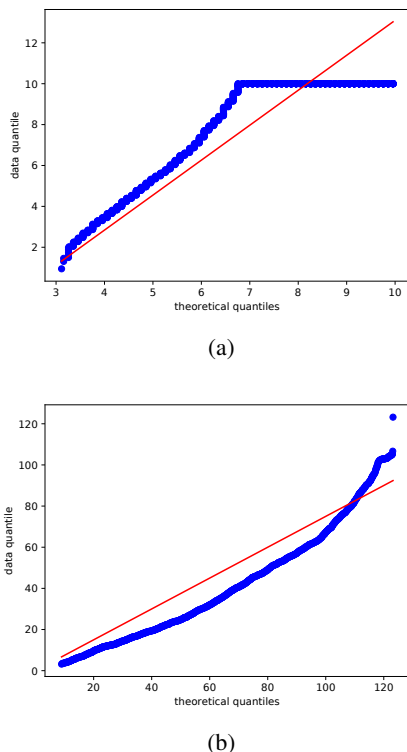 12
10
8
6
4
2
data quantile
3 4 5 6 7 8 9 10
theoretical quantiles
(a)
120
100
80
60
40
20
0
data quantile
20 40 60 80 100 120
theoretical quantiles
(b)